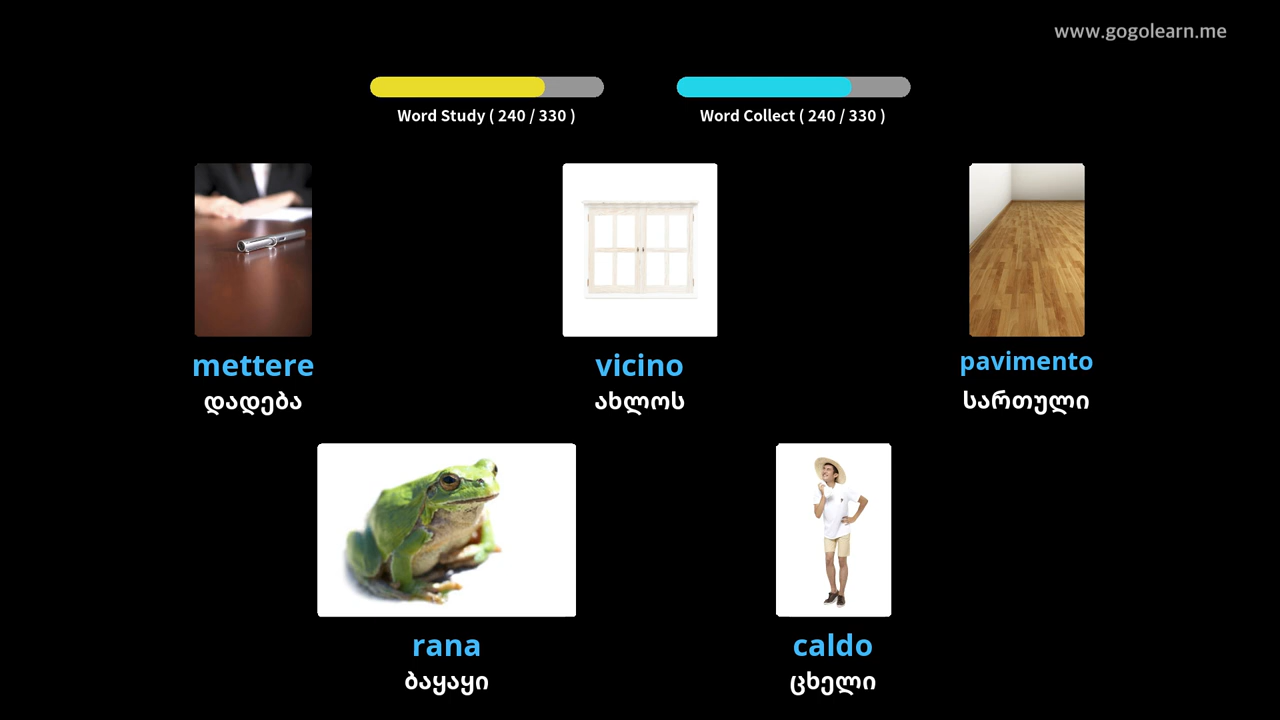 www.gogolearn.me
Word Study ( 240 / 330 )
Word Collect ( 240 / 330 )
mettere
დადება
vicino
ახლოს
pavimento
სართული
rana
ბაყაყი
caldo
ცხელი